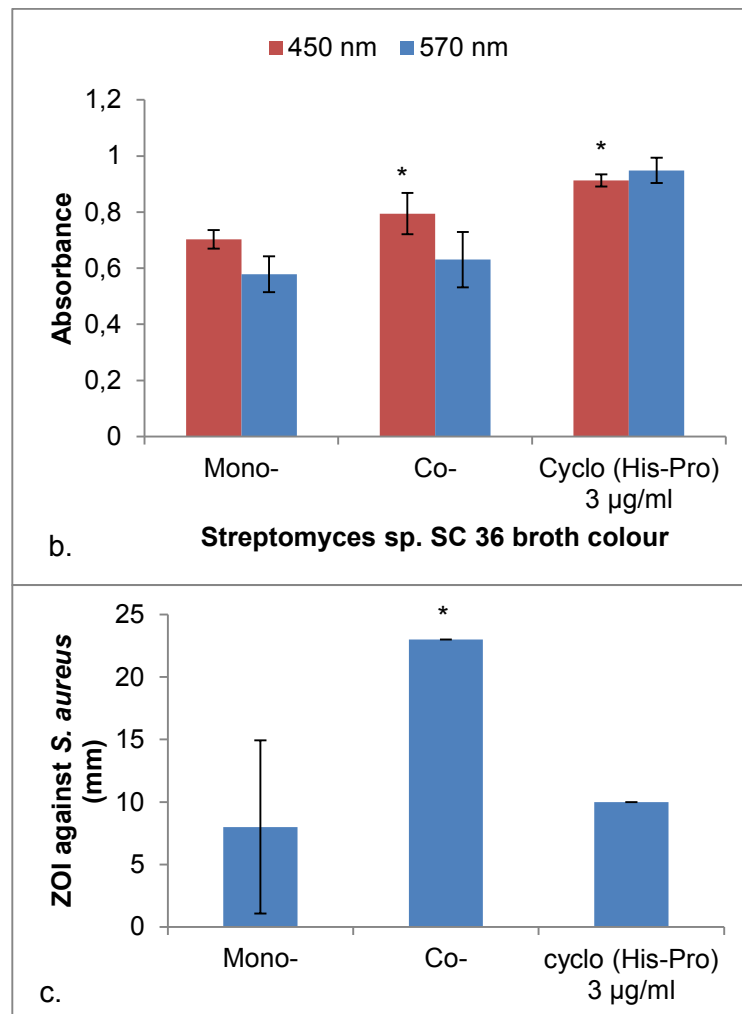 450 nm 570 nm
1,2
1
0,8
0,6
0,4
0,2
0
Absorbance
*
*
Mono-
Co-
Cyclo (His-Pro)
3 µg/ml
b.
Streptomyces sp. SC 36 broth colour
25
20
15
10
5
0
ZOI against S. aureus
(mm)
*
Mono-
Co-
cyclo (His-Pro)
3 µg/ml
c.